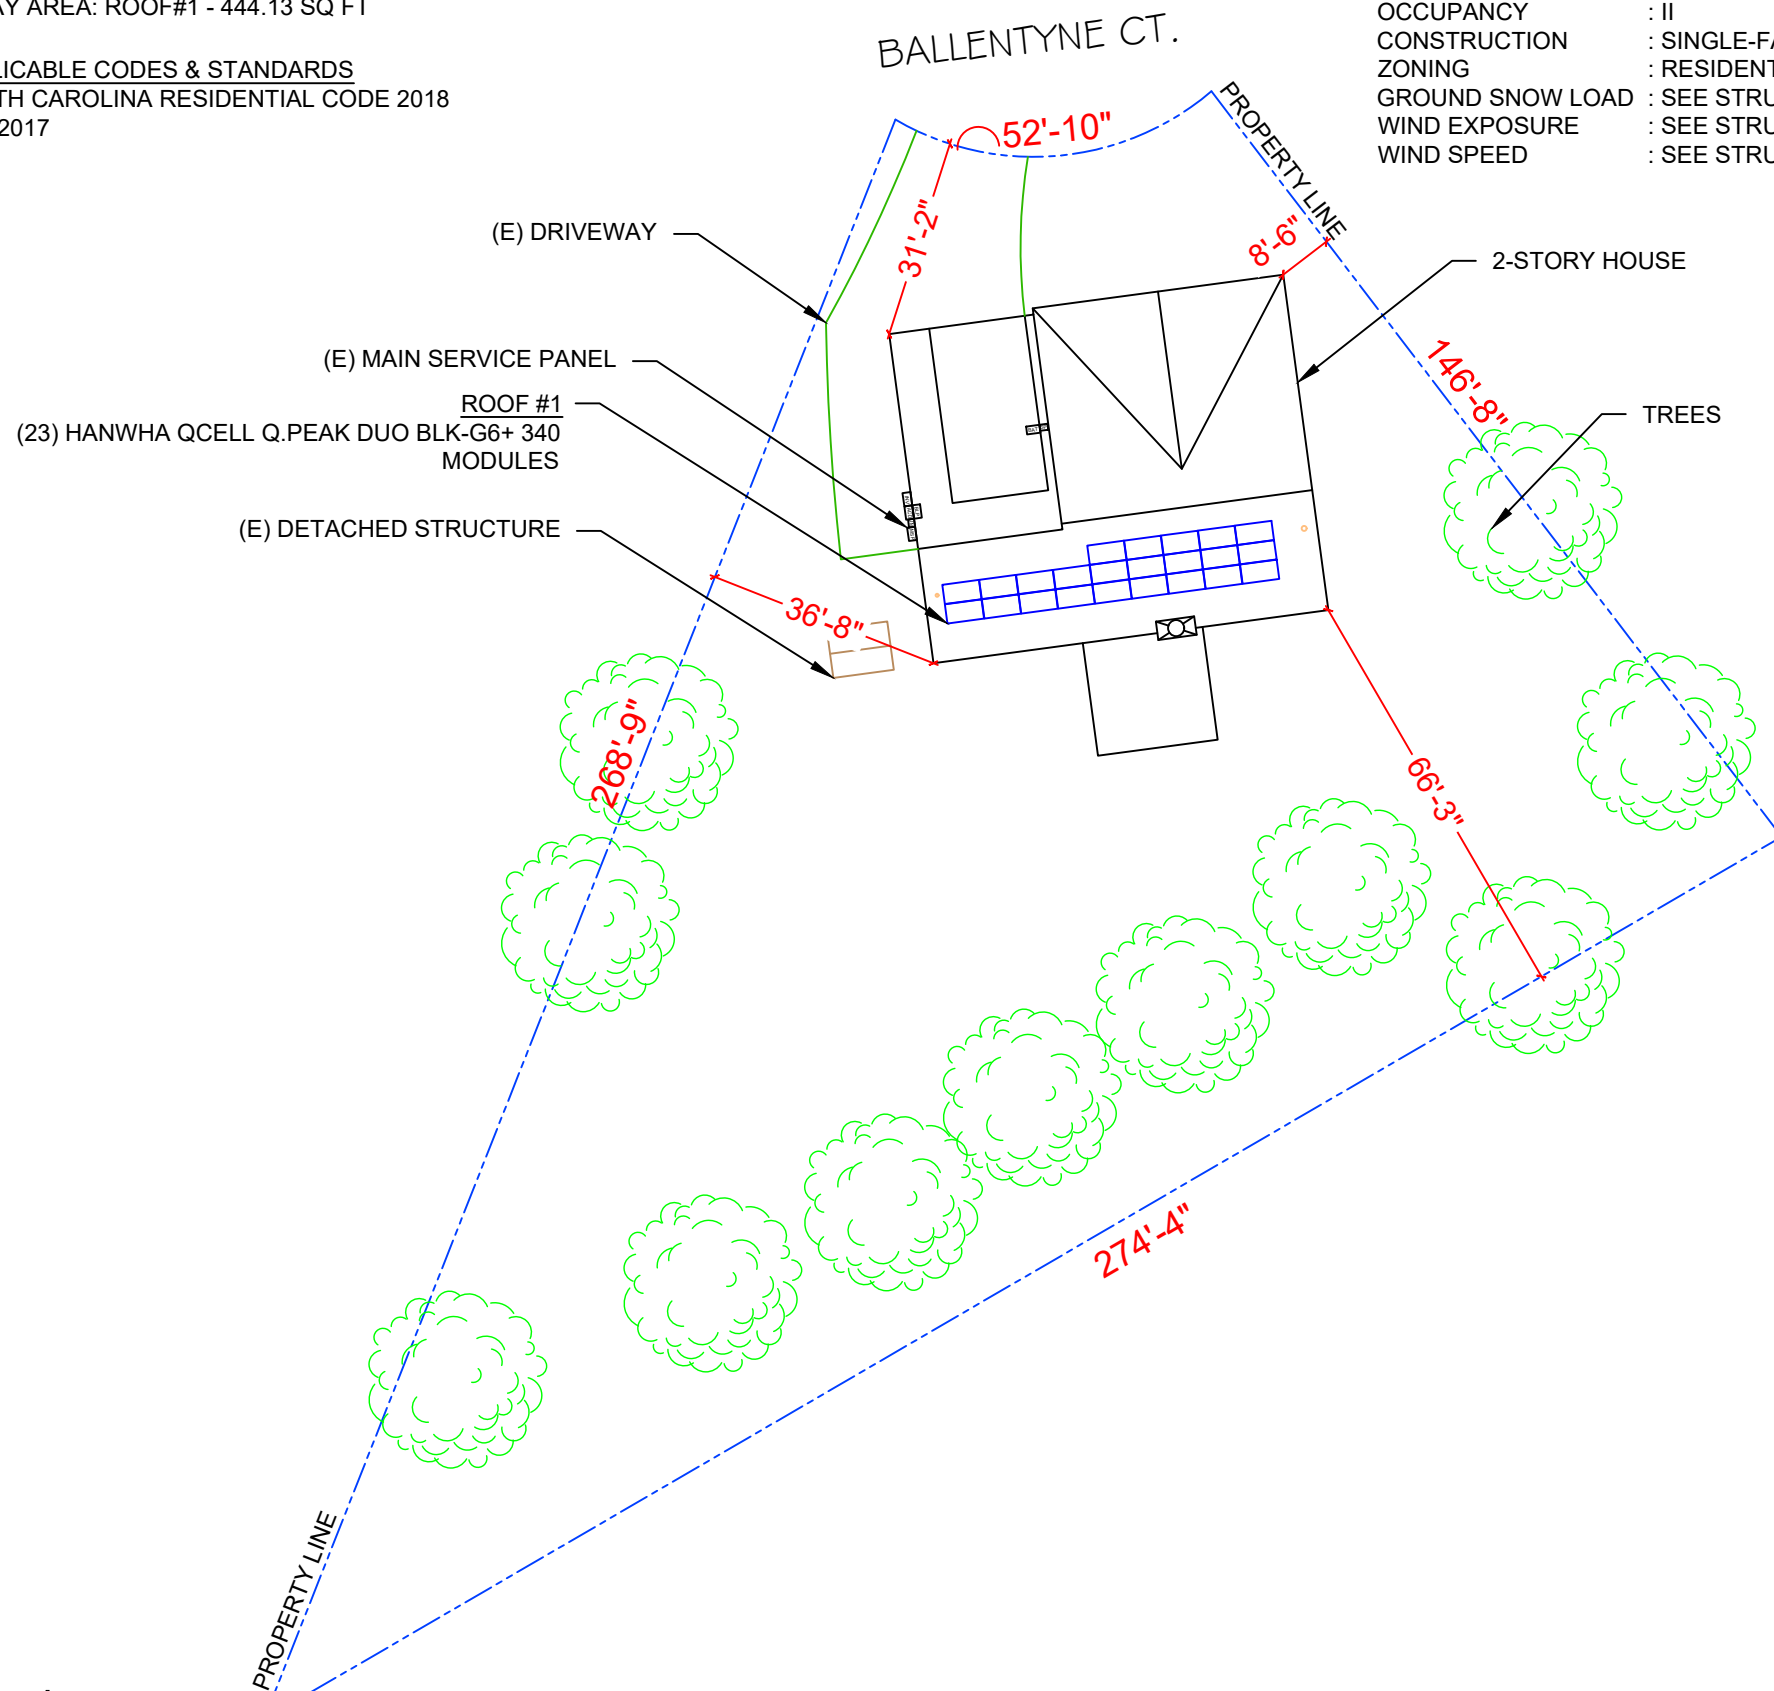 AY AREA: ROOF#1 - 444.13 SQ FT
LICABLE CODES & STANDARDS
TH CAROLINA RESIDENTIAL CODE 2018
2017
BALLENTYNE CT.
OCCUPANCY : II
CONSTRUCTION : SINGLE-FA
ZONING : RESIDENT
GROUND SNOW LOAD : SEE STRU
WIND EXPOSURE : SEE STRU
WIND SPEED : SEE STRU
52'-10"
PROPERTY LINE
31'-2"
8'-6"
(E) DRIVEWAY
2-STORY HOUSE
(E) MAIN SERVICE PANEL
146'-8"
ROOF #1
(23) HANWHA QCELL Q.PEAK DUO BLK-G6+ 340
MODULES
TREES
(E) DETACHED STRUCTURE
36'-8"
268'-9"
66'-3"
274'-4"
PROPERTY LINE